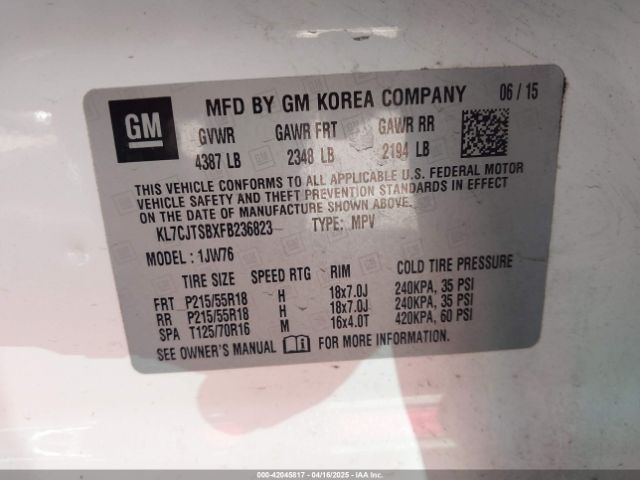 GM
MFD BY GM KOREA COMPANY 06 / 15
GVWR GAWR FRT GAWR RR
4387 LB 2348 LB 2194 LB
THIS VEHICLE CONFORMS TO ALL APPLICABLE U.S. FEDERAL MOTOR
VEHICLE SAFETY AND THEFT PREVENTION STANDARDS IN EFFECT
ON THE DATE OF MANUFACTURE SHOWN ABOVE.
KL7CJTSBXFB236823 TYPE: MPV
MODEL : 1JW76
TIRE SIZE SPEED RTG RIM COLD TIRE PRESSURE
FRT P215/55R18 H 18x7.0J 240KPA, 35 PSI
RR P215/55R18 H 18x7.0J 240KPA, 35 PSI
SPA T125/70R16 M 16x4.0T 420KPA, 60 PSI
SEE OWNER'S MANUAL FOR MORE INFORMATION.
000-42045817 - 04/16/2025 - IAAI.COM